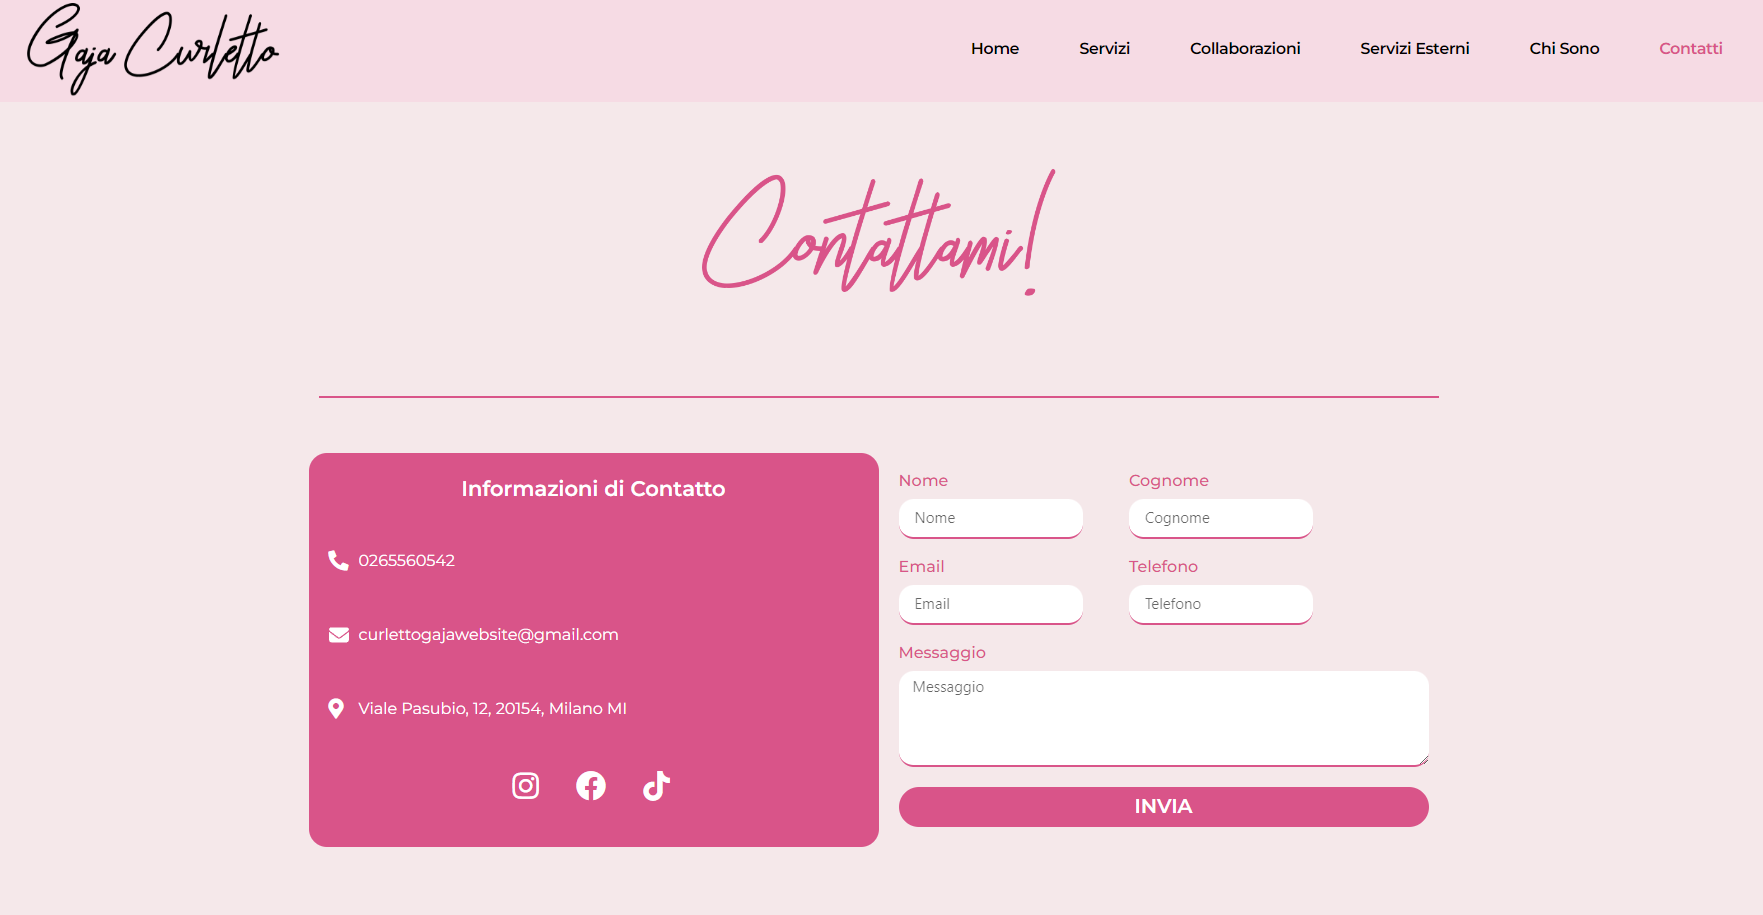 Gaja Curletto
Home Servizi Collaborazioni Servizi Esterni Chi Sono Contatti
Contattami!
Informazioni di Contatto
0265560542
curlettogajawebsite@gmail.com
Viale Pasubio, 12, 20154, Milano MI
Nome Cognome
Nome Cognome
Email Telefono
Email Telefono
Messaggio
Messaggio
INVIA